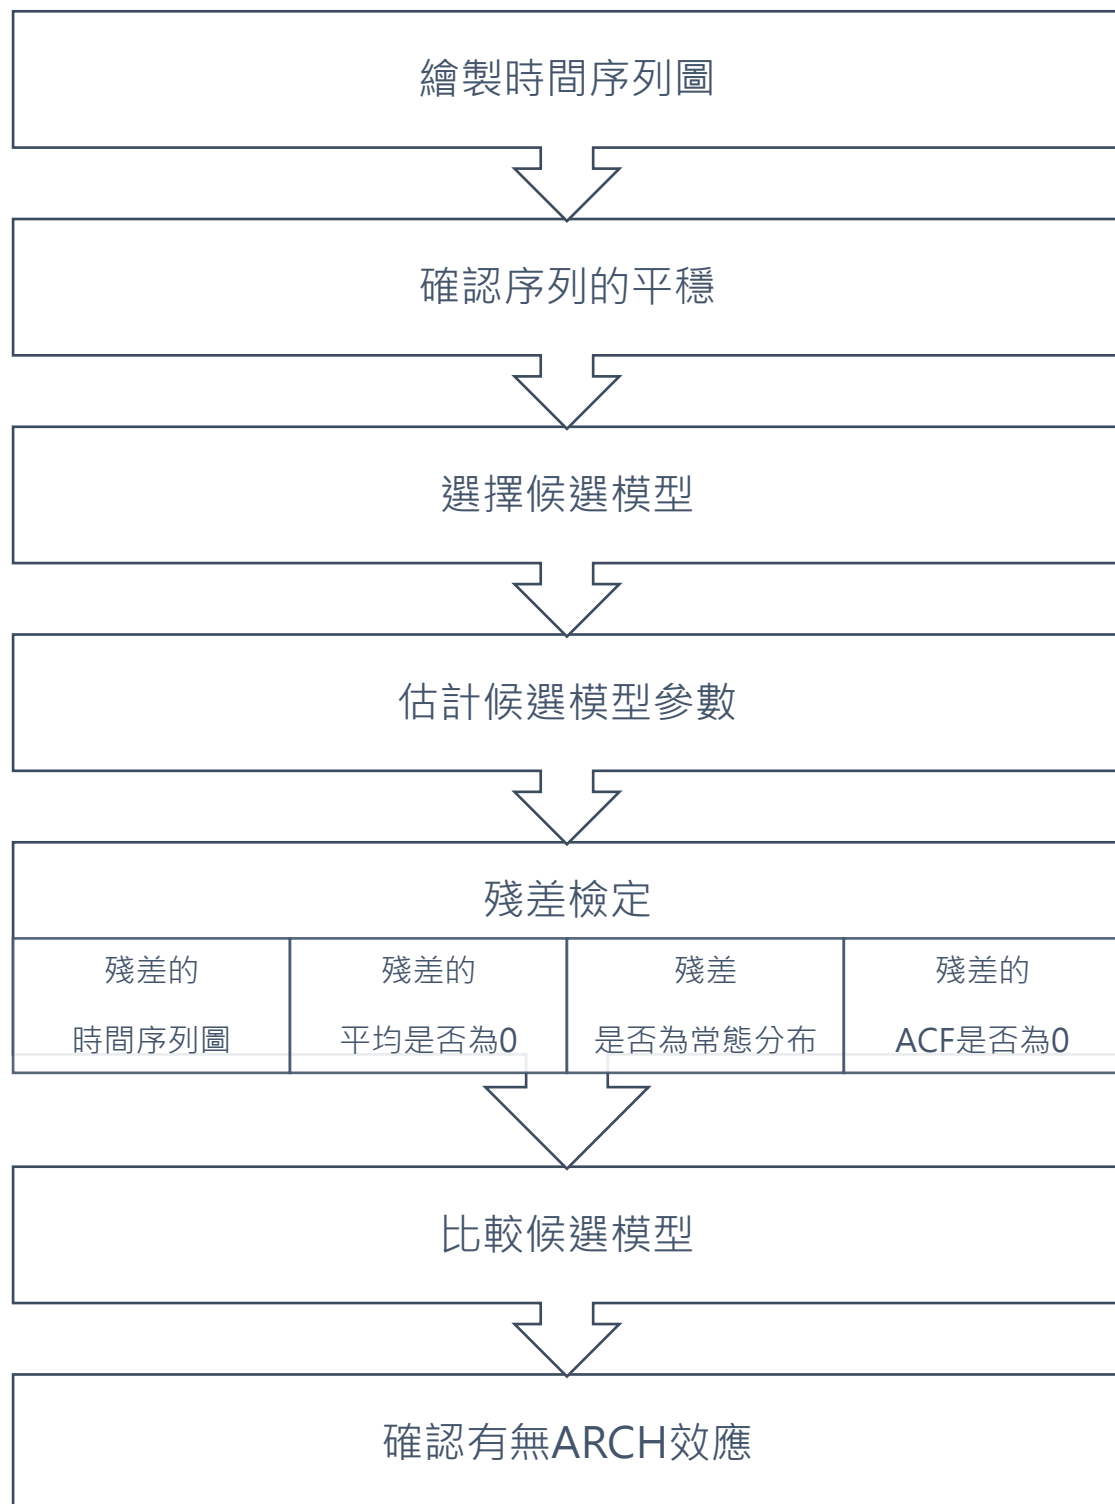 繪製時間序列圖
確認序列的平穩
選擇候選模型
估計候選模型參數
殘差檢定
殘差的
時間序列圖
殘差的
平均是否為0
殘差
是否為常態分布
殘差的
ACF是否為0
比較候選模型
確認有無ARCH效應